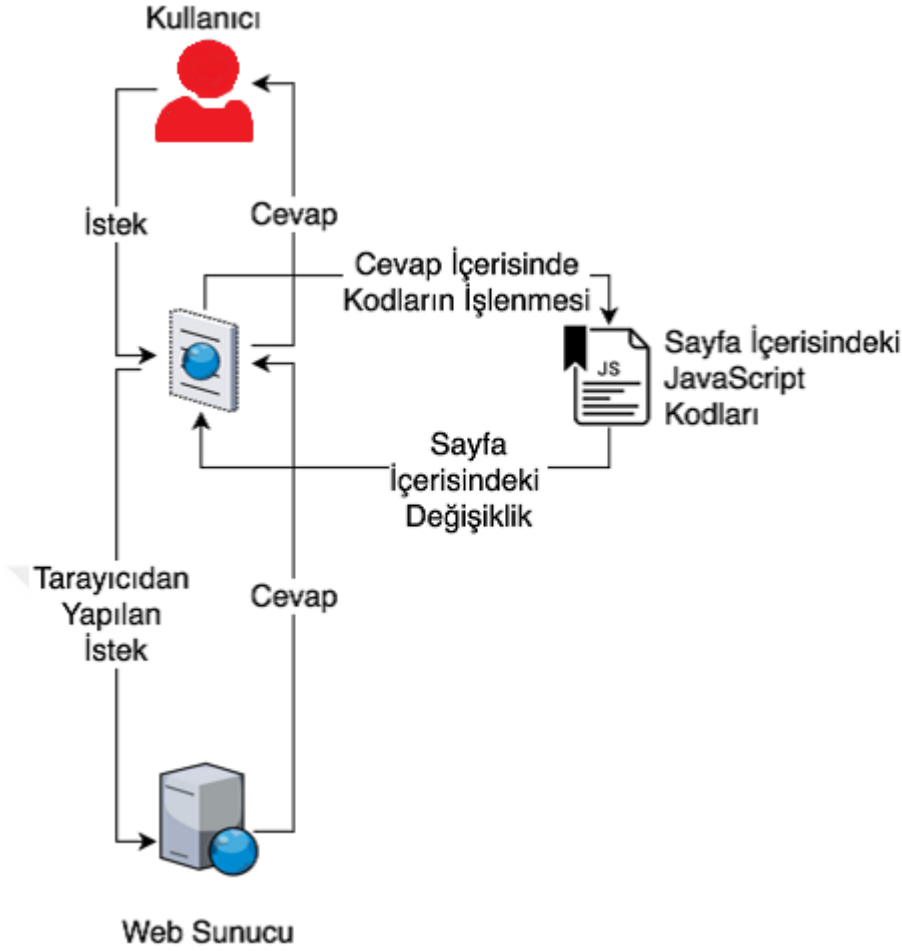 Kullanıcı
İstek
Cevap
Cevap İçerisinde
Kodların İşlenmesi
JS
Sayfa İçerisindeki
JavaScript
Kodları
Sayfa
İçerisindeki
Değişiklik
Tarayıcıdan
Yapılan
İstek
Cevap
Web Sunucu